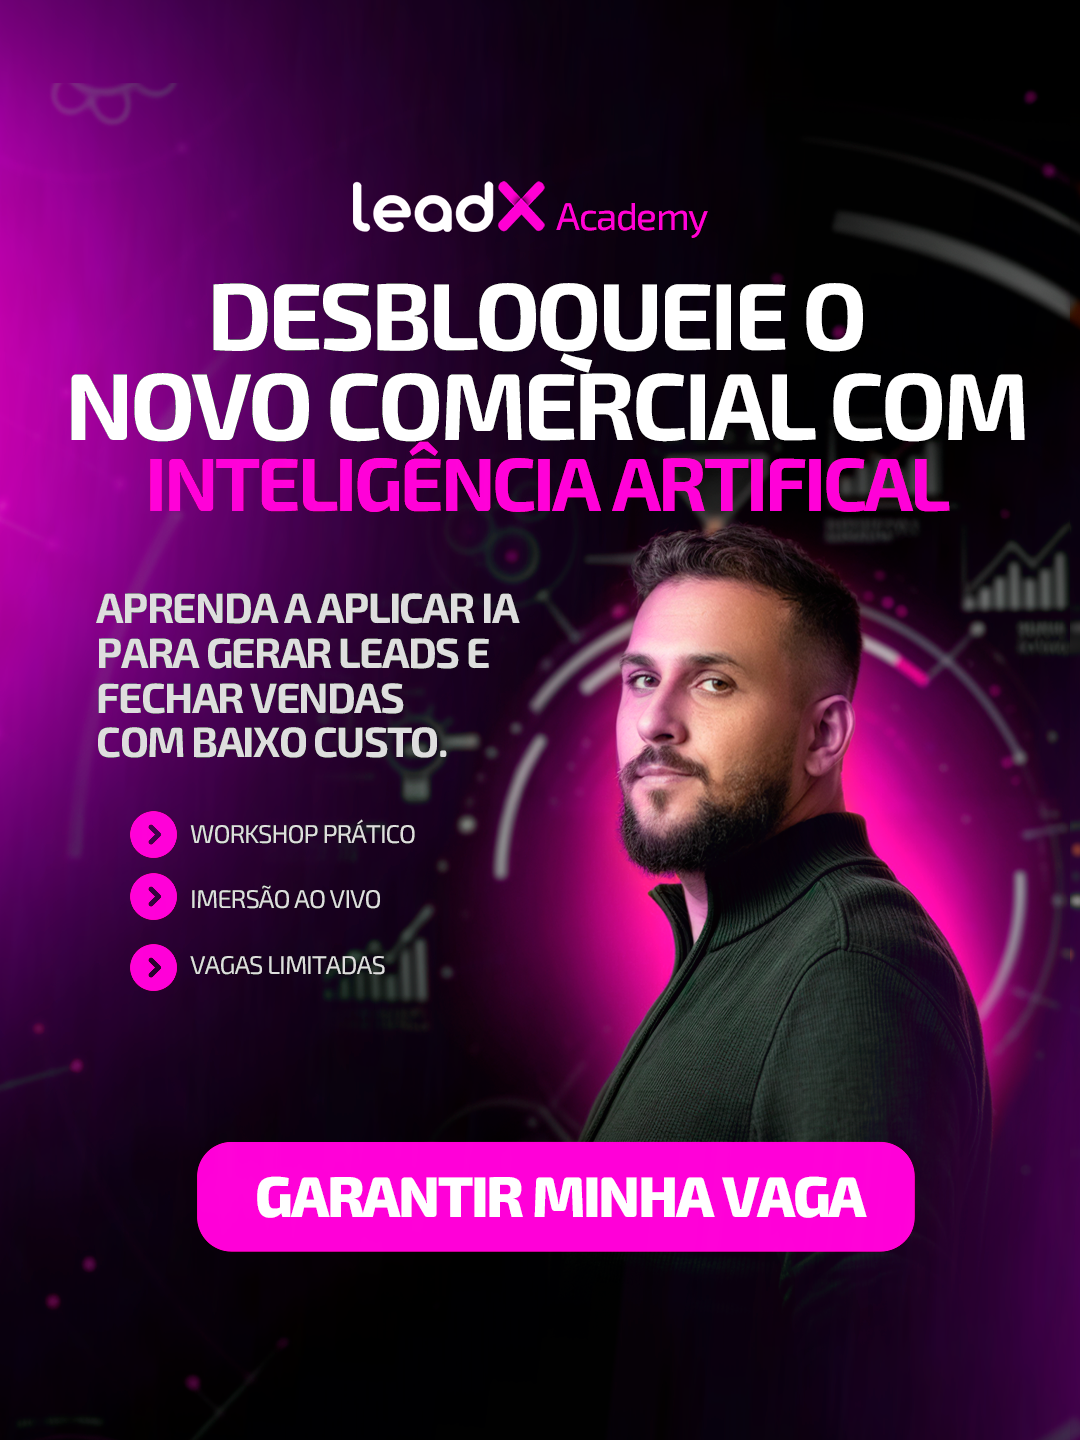 leadX Academy
DESBLOQUEIE O
NOVO COMERCIAL COM
INTELIGÊNCIA ARTIFICAL
APRENDA A APLICAR IA
PARA GERAR LEADS E
FECHAR VENDAS
COM BAIXO CUSTO.
WORKSHOP PRÁTICO
IMERSÃO AO VIVO
VAGAS LIMITADAS
GARANTIR MINHA VAGA